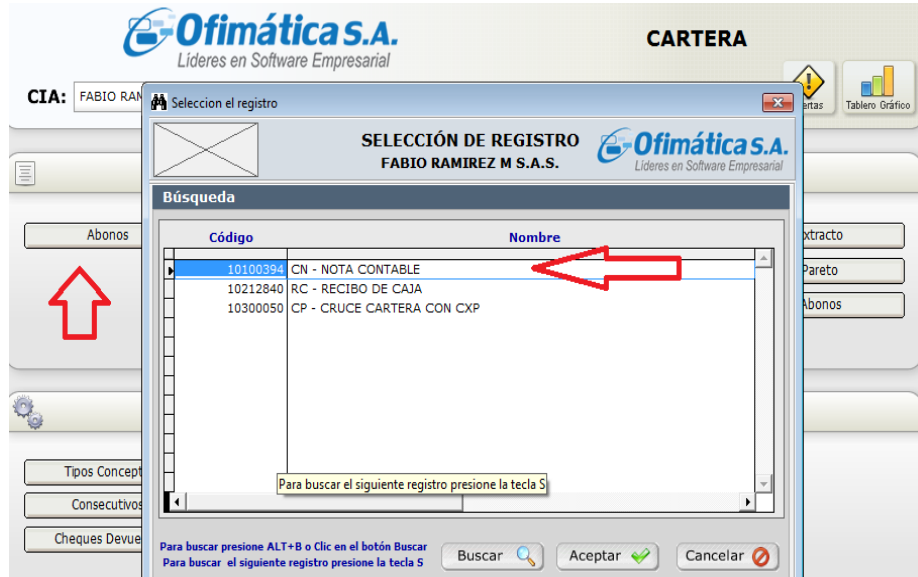 Ofimática S.A.
Lideres en Software Empresarial
CARTERA
CIA: FABIO RAM
ertas
Tablero Gráfico
Seleccion el registro
SELECCIÓN DE REGISTRO
FABIO RAMIREZ M S.A.S.
Ofimática S.A.
Lideres en Software Empresarial
Búsqueda
Código Nombre
10100394 CN - NOTA CONTABLE
10212840 RC - RECIBO DE CAJA
10300050 CP - CRUCE CARTERA CON CXP
Abonos
xtracto
Pareto
Abonos
Tipos Concept
Consecutivos
Cheques Devue
Para buscar el siguiente registro presione la tecla S
Para buscar presione ALT+B o Clic en el botón Buscar
Para buscar el siguiente registro presione la tecla S
Buscar
Aceptar
Cancelar